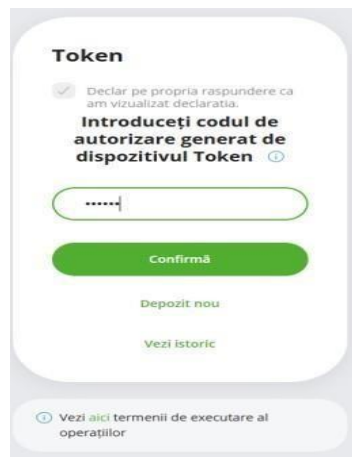 Token
Declar pe propria raspundere ca
am vizualizat declaratia.
Introduceți codul de
autorizare generat de
dispozitivul Token
••••••
Confirmă
Depozit nou
Vezi istoric
Vezi aici termenii de executare al
operațiilor